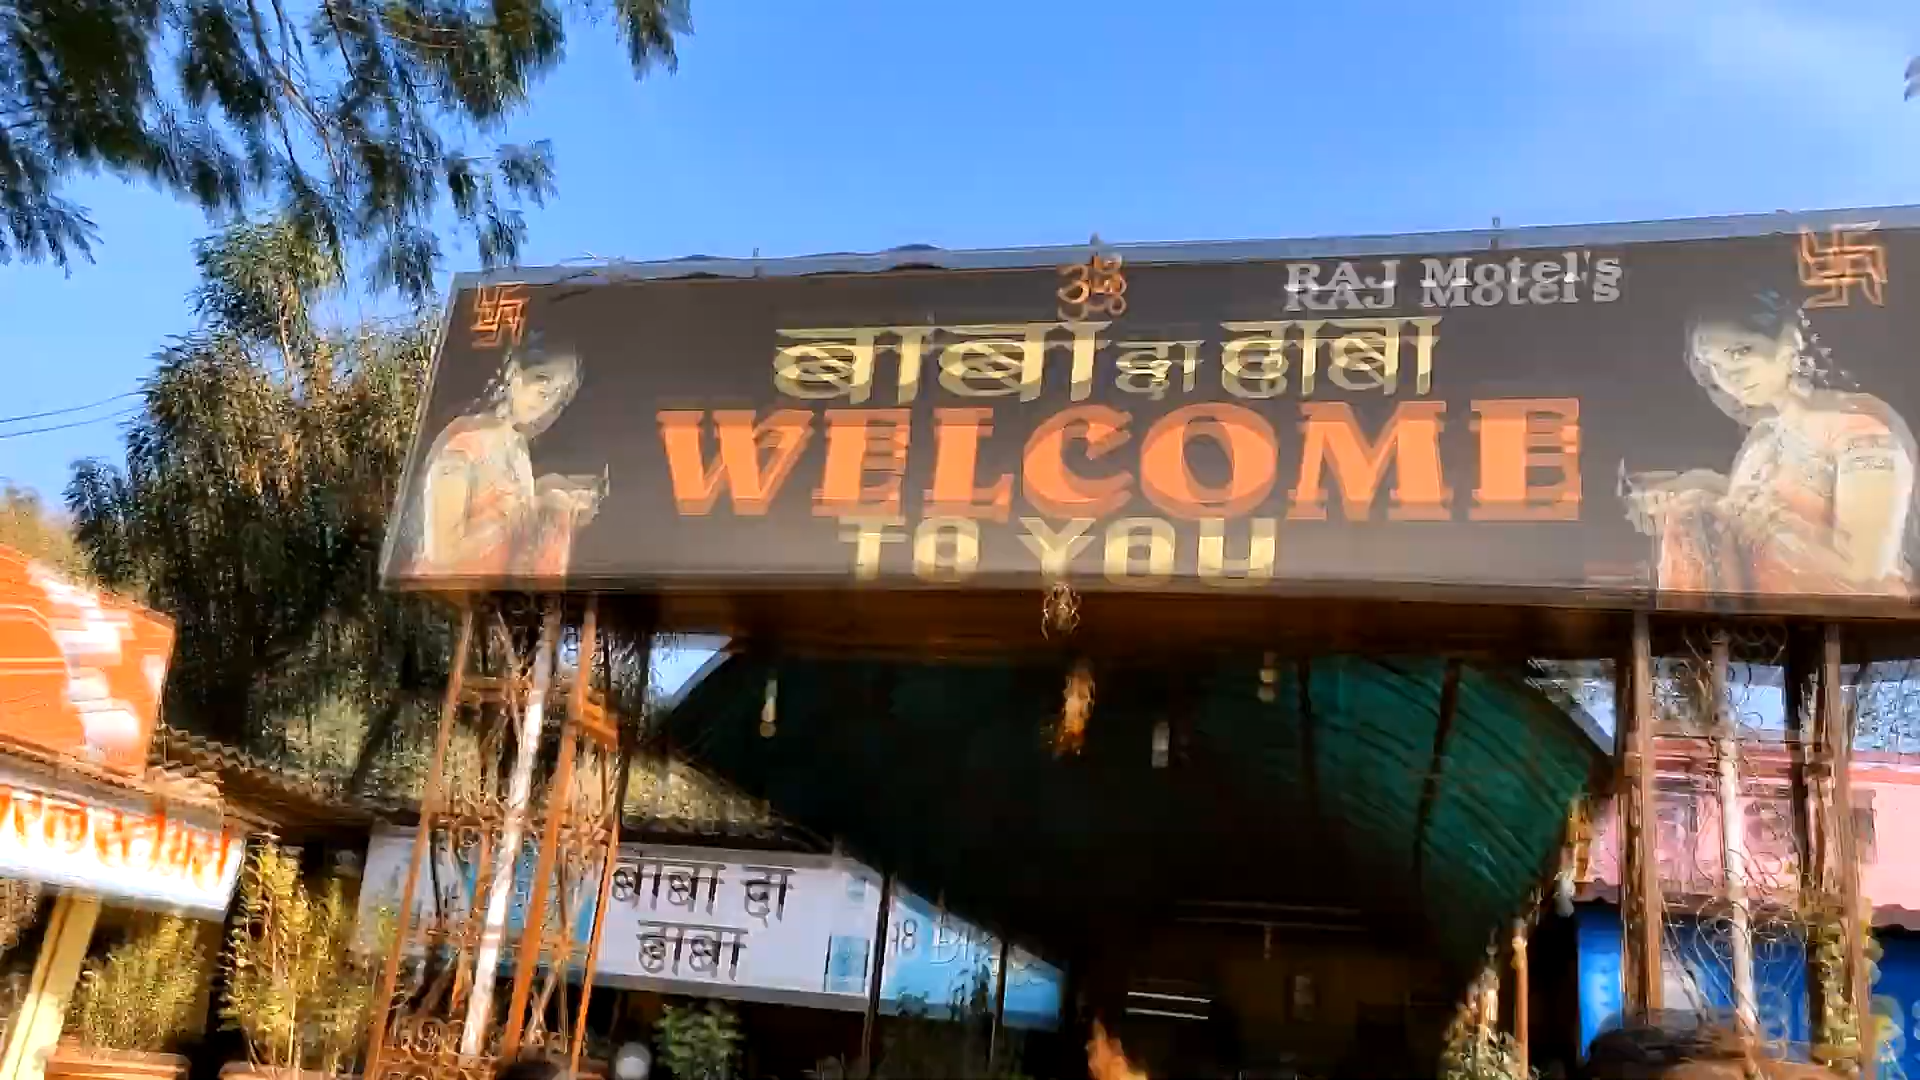 ॐ
RAJ Motel's
बाबा दा ढाबा
WELCOME
TO YOU
बाबा दा
ढाबा